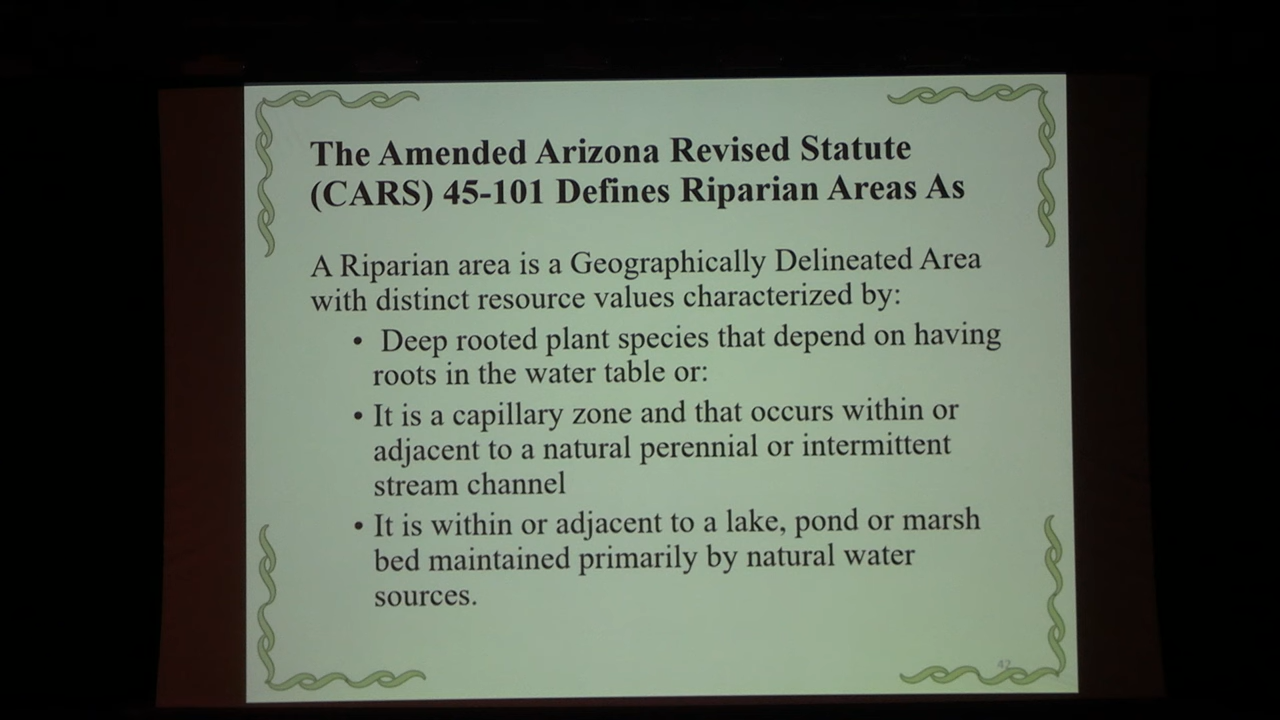 The Amended Arizona Revised Statute
(CARS) 45-101 Defines Riparian Areas As
A Riparian area is a Geographically Delineated Area
with distinct resource values characterized by:
• Deep rooted plant species that depend on having
roots in the water table or:
• It is a capillary zone and that occurs within or
adjacent to a natural perennial or intermittent
stream channel
• It is within or adjacent to a lake, pond or marsh
bed maintained primarily by natural water
sources.